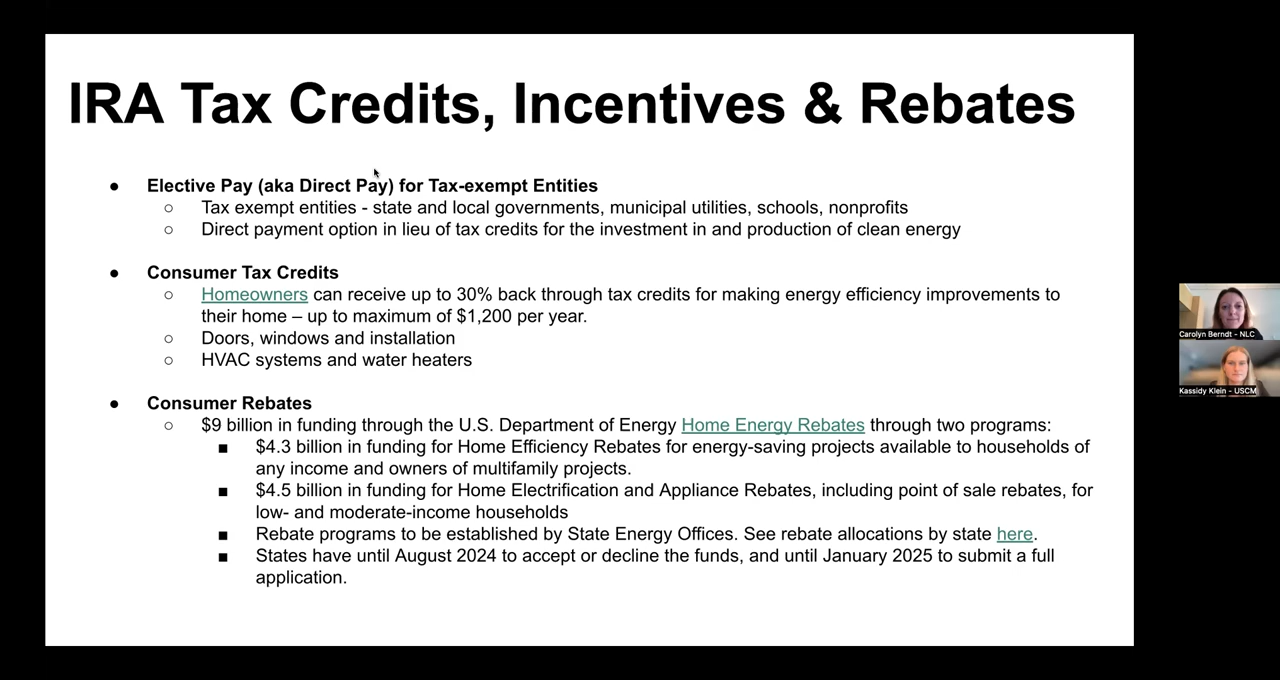 IRA Tax Credits, Incentives & Rebates
● Elective Pay (aka Direct Pay) for Tax-exempt Entities
○ Tax exempt entities - state and local governments, municipal utilities, schools, nonprofits
○ Direct payment option in lieu of tax credits for the investment in and production of clean energy
● Consumer Tax Credits
○ Homeowners can receive up to 30% back through tax credits for making energy efficiency improvements to
their home – up to maximum of $1,200 per year.
○ Doors, windows and installation
○ HVAC systems and water heaters
● Consumer Rebates
○ $9 billion in funding through the U.S. Department of Energy Home Energy Rebates through two programs:
■ $4.3 billion in funding for Home Efficiency Rebates for energy-saving projects available to households of
any income and owners of multifamily projects.
■ $4.5 billion in funding for Home Electrification and Appliance Rebates, including point of sale rebates, for
low- and moderate-income households
■ Rebate programs to be established by State Energy Offices. See rebate allocations by state here.
■ States have until August 2024 to accept or decline the funds, and until January 2025 to submit a full
application.
Carolyn Berndt - NLC
Kassidy Klein - USCM